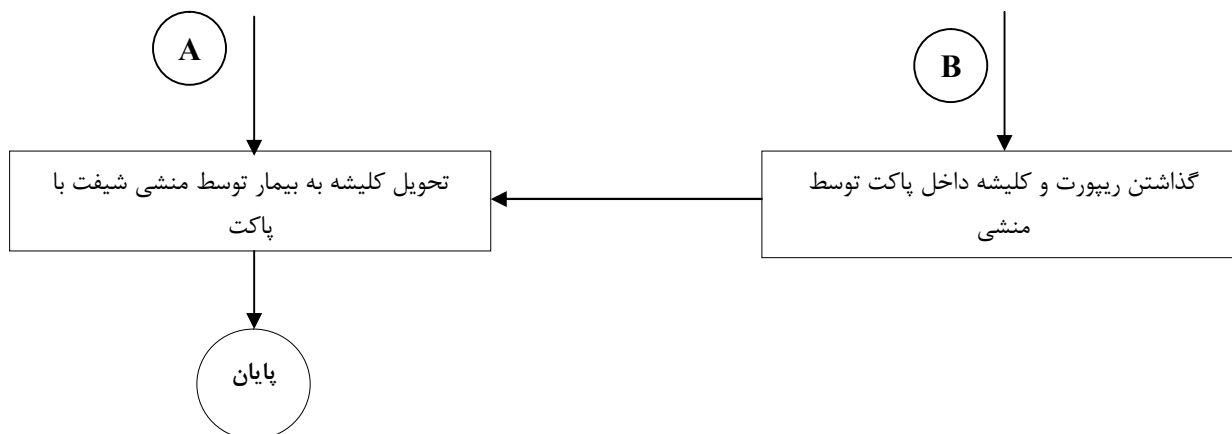 A
B
گذاشتن ریپورت و کلیشه داخل پاکت توسط
منشی
تحویل کلیشه به بیمار توسط منشی شیفت با
پاکت
پایان